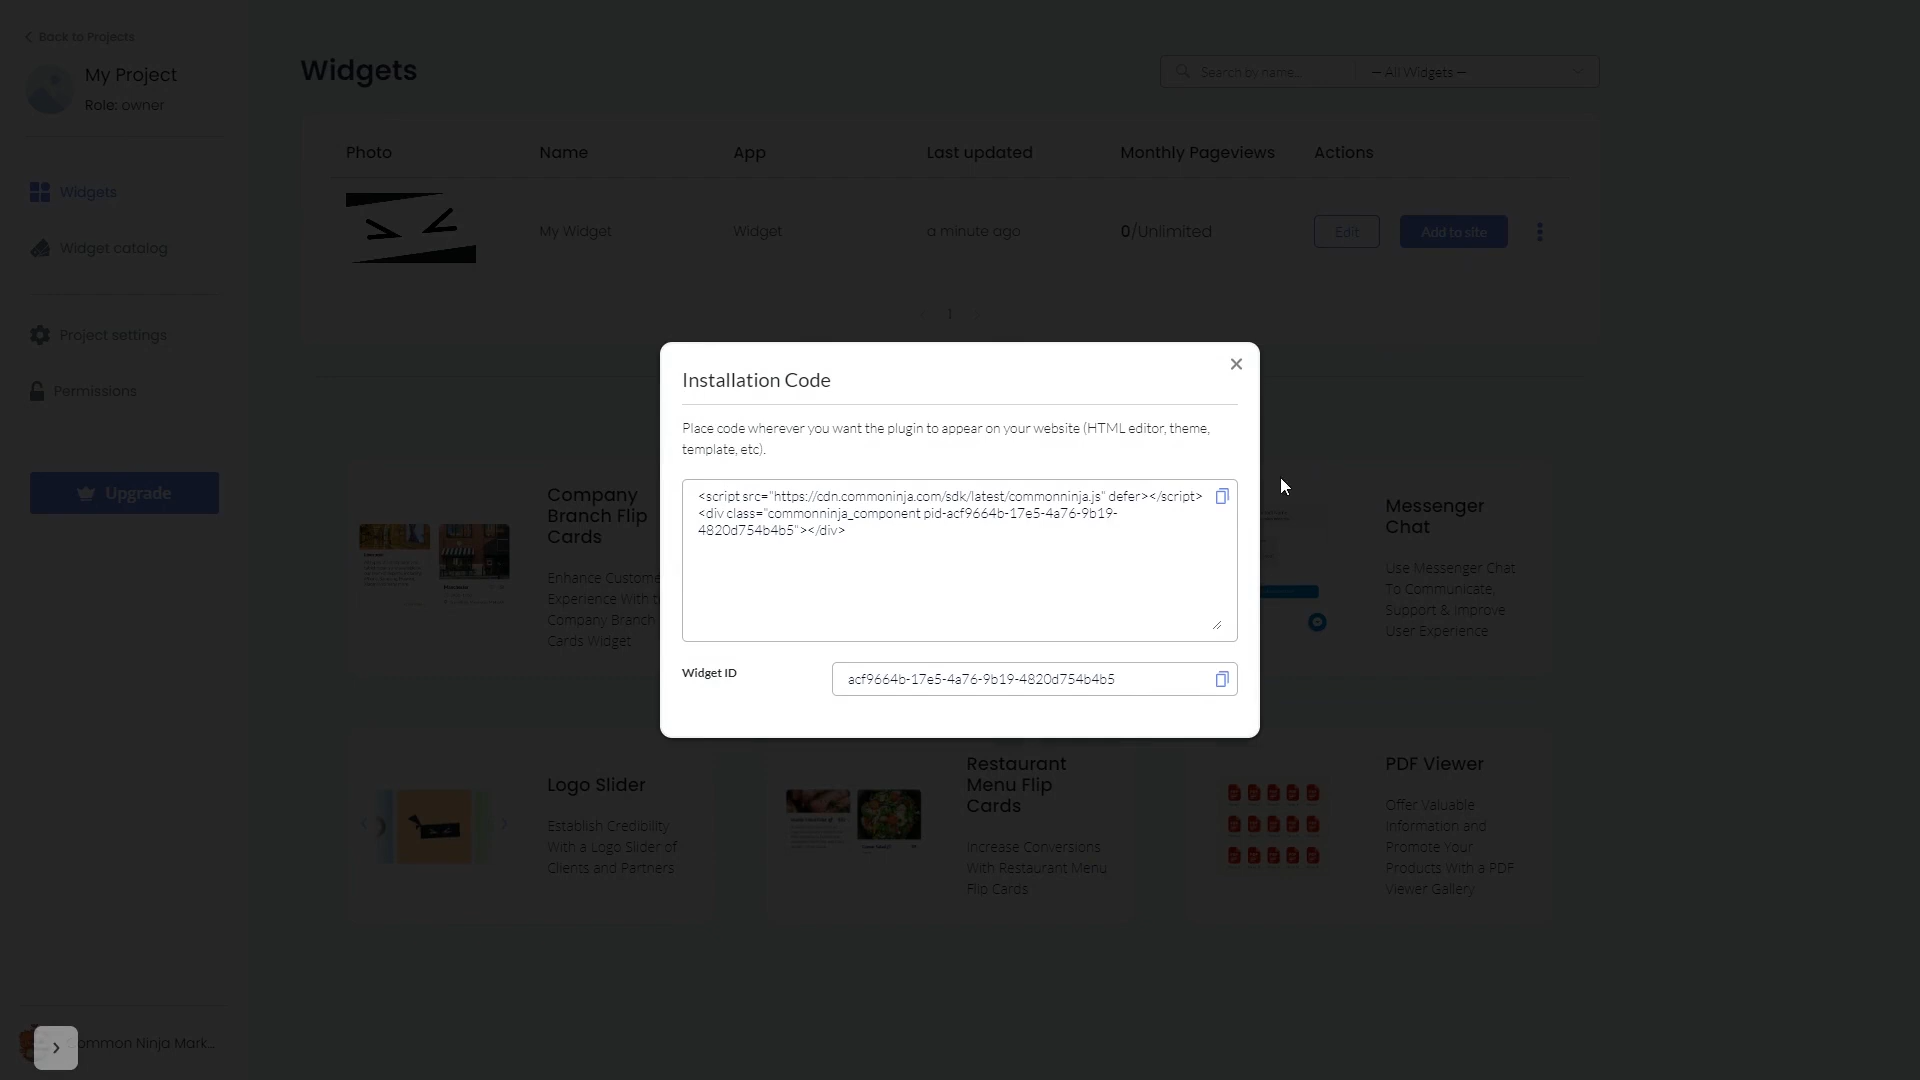 Back to Projects
My Project
Role: owner
Widgets
Widget catalog
Project settings
Permissions
Upgrade
Common Ninja Mark...
Widgets
Search by name...
— All Widgets —
Photo Name App Last updated Monthly Pageviews Actions
My Widget Widget a minute ago 0/Unlimited Edit Add to site
1
Installation Code
Place code wherever you want the plugin to appear on your website (HTML editor, theme,
template, etc).
<script src="https://cdn.commoninja.com/sdk/latest/commonninja.js" defer></script>
<div class="commonninja_component pid-acf9664b-17e5-4a76-9b19-
4820d754b4b5"></div>
Widget ID
acf9664b-17e5-4a76-9b19-4820d754b4b5
Company
Branch Flip
Cards
Enhance Custome
Experience With
Company Branch
Cards Widget
Messenger
Chat
Use Messenger Chat
To Communicate,
Support & Improve
User Experience
Logo Slider
Establish Credibility
With a Logo Slider of
Clients and Partners
Restaurant
Menu Flip
Cards
Increase Conversions
With Restaurant Menu
Flip Cards
PDF Viewer
Offer Valuable
Information and
Promote Your
Products With a PDF
Viewer Gallery